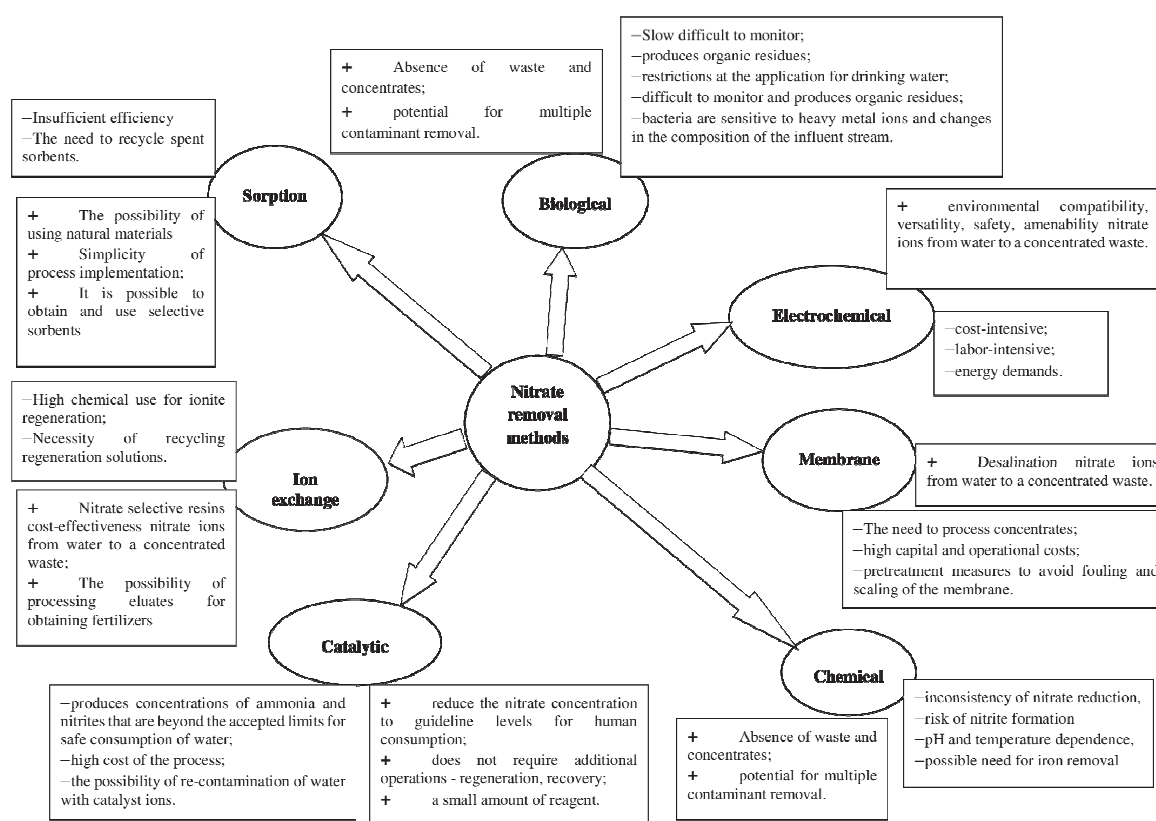 −Slow difficult to monitor;
−produces organic residues;
−restrictions at the application for drinking water;
−difficult to monitor and produces organic residues;
−bacteria are sensitive to heavy metal ions and changes
in the composition of the influent stream.
+ Absence of waste and
concentrates;
+ potential for multiple
contaminant removal.
−Insufficient efficiency
−The need to recycle spent
sorbents.
Sorption
Biological
+ The possibility of
using natural materials
+ Simplicity of
process implementation;
+ It is possible to
obtain and use selective
sorbents
+ environmental compatibility,
versatility, safety, amenability nitrate
ions from water to a concentrated waste.
Electrochemical
−cost-intensive;
−labor-intensive;
−energy demands.
Nitrate
removal
methods
−High chemical use for ionite
regeneration;
−Necessity of recycling
regeneration solutions.
Ion
exchange
Membrane
+ Desalination nitrate ions
from water to a concentrated waste.
+ Nitrate selective resins
cost-effectiveness nitrate ions
from water to a concentrated
waste;
+ The possibility of
processing eluates for
obtaining fertilizers
−The need to process concentrates;
−high capital and operational costs;
−pretreatment measures to avoid fouling and
scaling of the membrane.
Catalytic
Chemical
−produces concentrations of ammonia and
nitrites that are beyond the accepted limits for
safe consumption of water;
−high cost of the process;
−the possibility of re-contamination of water
with catalyst ions.
+ reduce the nitrate concentration
to guideline levels for human
consumption;
+ does not require additional
operations - regeneration, recovery;
+ a small amount of reagent.
+ Absence of waste and
concentrates;
+ potential for multiple
contaminant removal.
−inconsistency of nitrate reduction,
−risk of nitrite formation
−pH and temperature dependence,
−possible need for iron removal